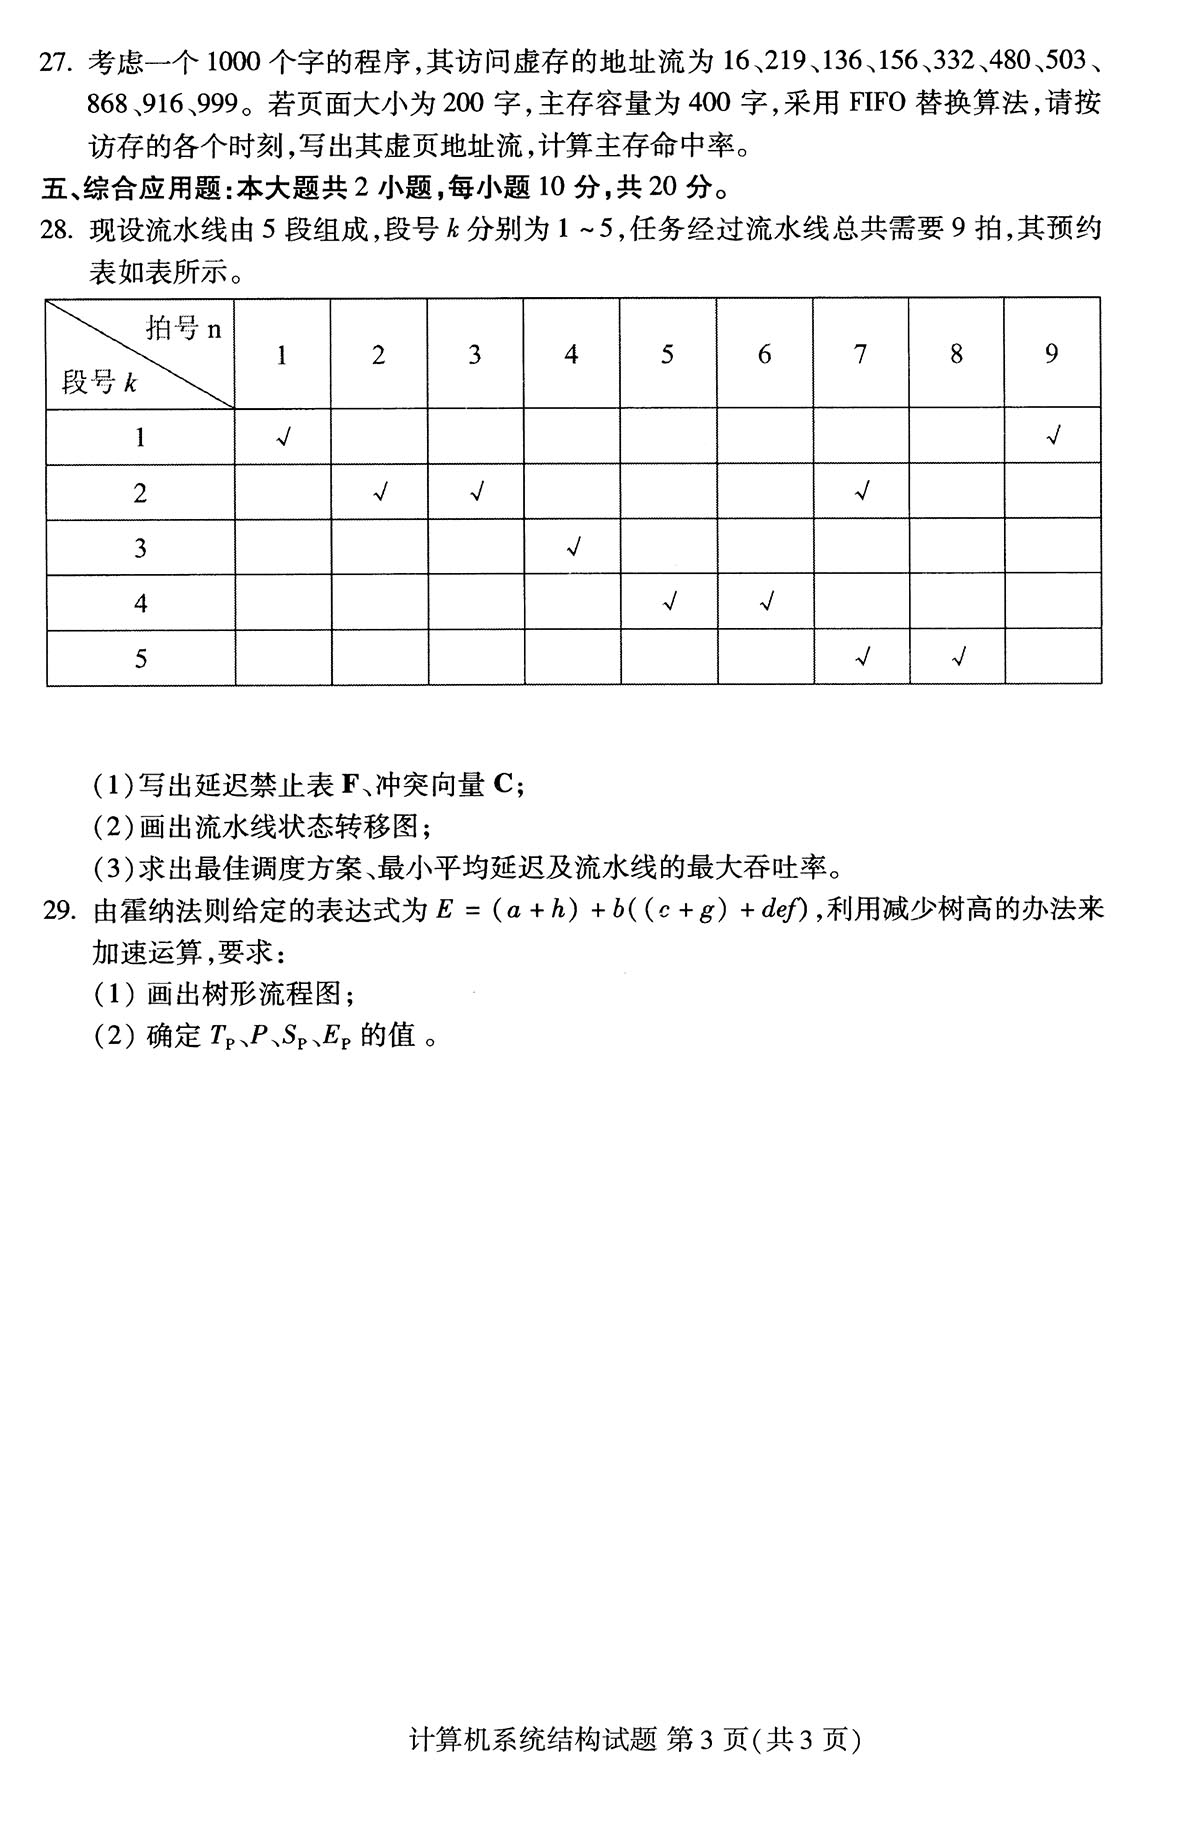 27. 考虑一个 1000 个字的程序,其访问虚存的地址流为 16、219、136、156、332、480、503、
868、916、999。若页面大小为 200 字,主存容量为 400 字,采用 FIFO 替换算法,请按
访存的各个时刻,写出其虚页地址流,计算主存命中率。
五、综合应用题:本大题共 2 小题,每小题 10 分,共 20 分。
28. 现设流水线由 5 段组成,段号 k 分别为 1 ~ 5,任务经过流水线总共需要 9 拍,其预约
表如表所示。
拍号 n
段号 k
1 2 3 4 5 6 7 8 9
1 √ √
2 √ √ √
3 √
4 √ √
5 √ √
(1)写出延迟禁止表 F、冲突向量 C;
(2)画出流水线状态转移图;
(3)求出最佳调度方案、最小平均延迟及流水线的最大吞吐率。
29. 由霍纳法则给定的表达式为 E = (a + h) + b((c + g) + def),利用减少树高的办法来
加速运算,要求:
(1) 画出树形流程图;
(2) 确定 T_P、P、S_P、E_P 的值 。
计算机系统结构试题 第 3 页(共 3 页)